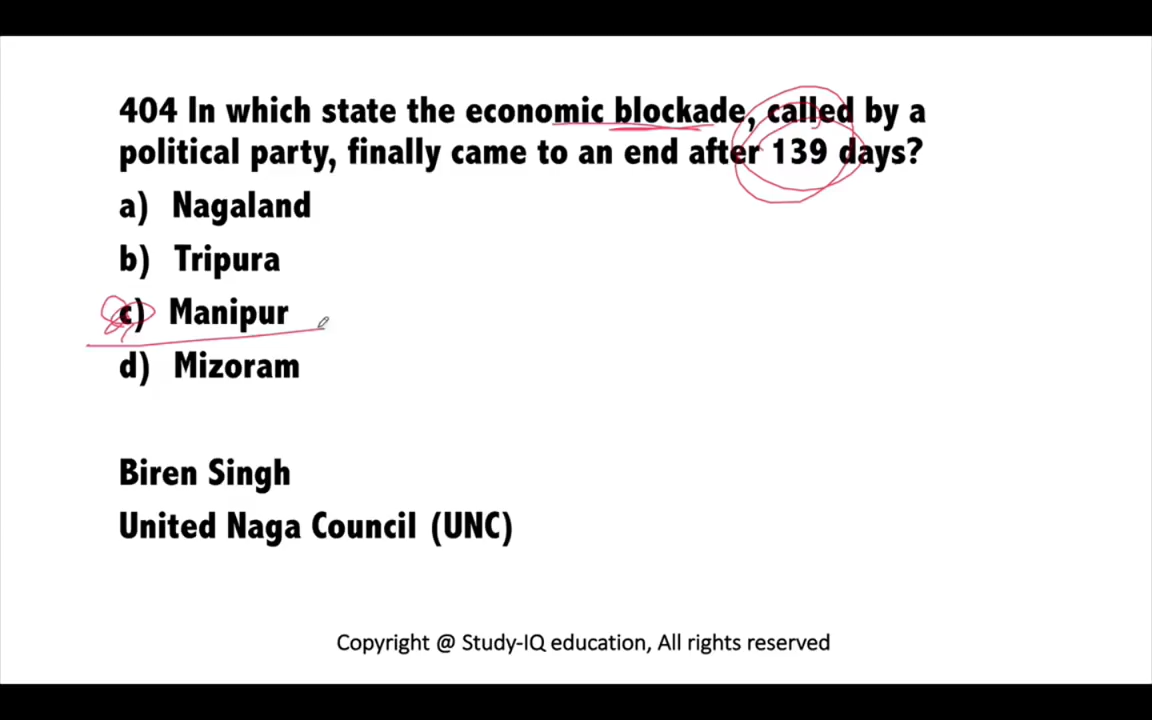 404 In which state the economic blockade, called by a
political party, finally came to an end after 139 days?
a) Nagaland
b) Tripura
c) Manipur
d) Mizoram
Biren Singh
United Naga Council (UNC)
Copyright @ Study-IQ education, All rights reserved